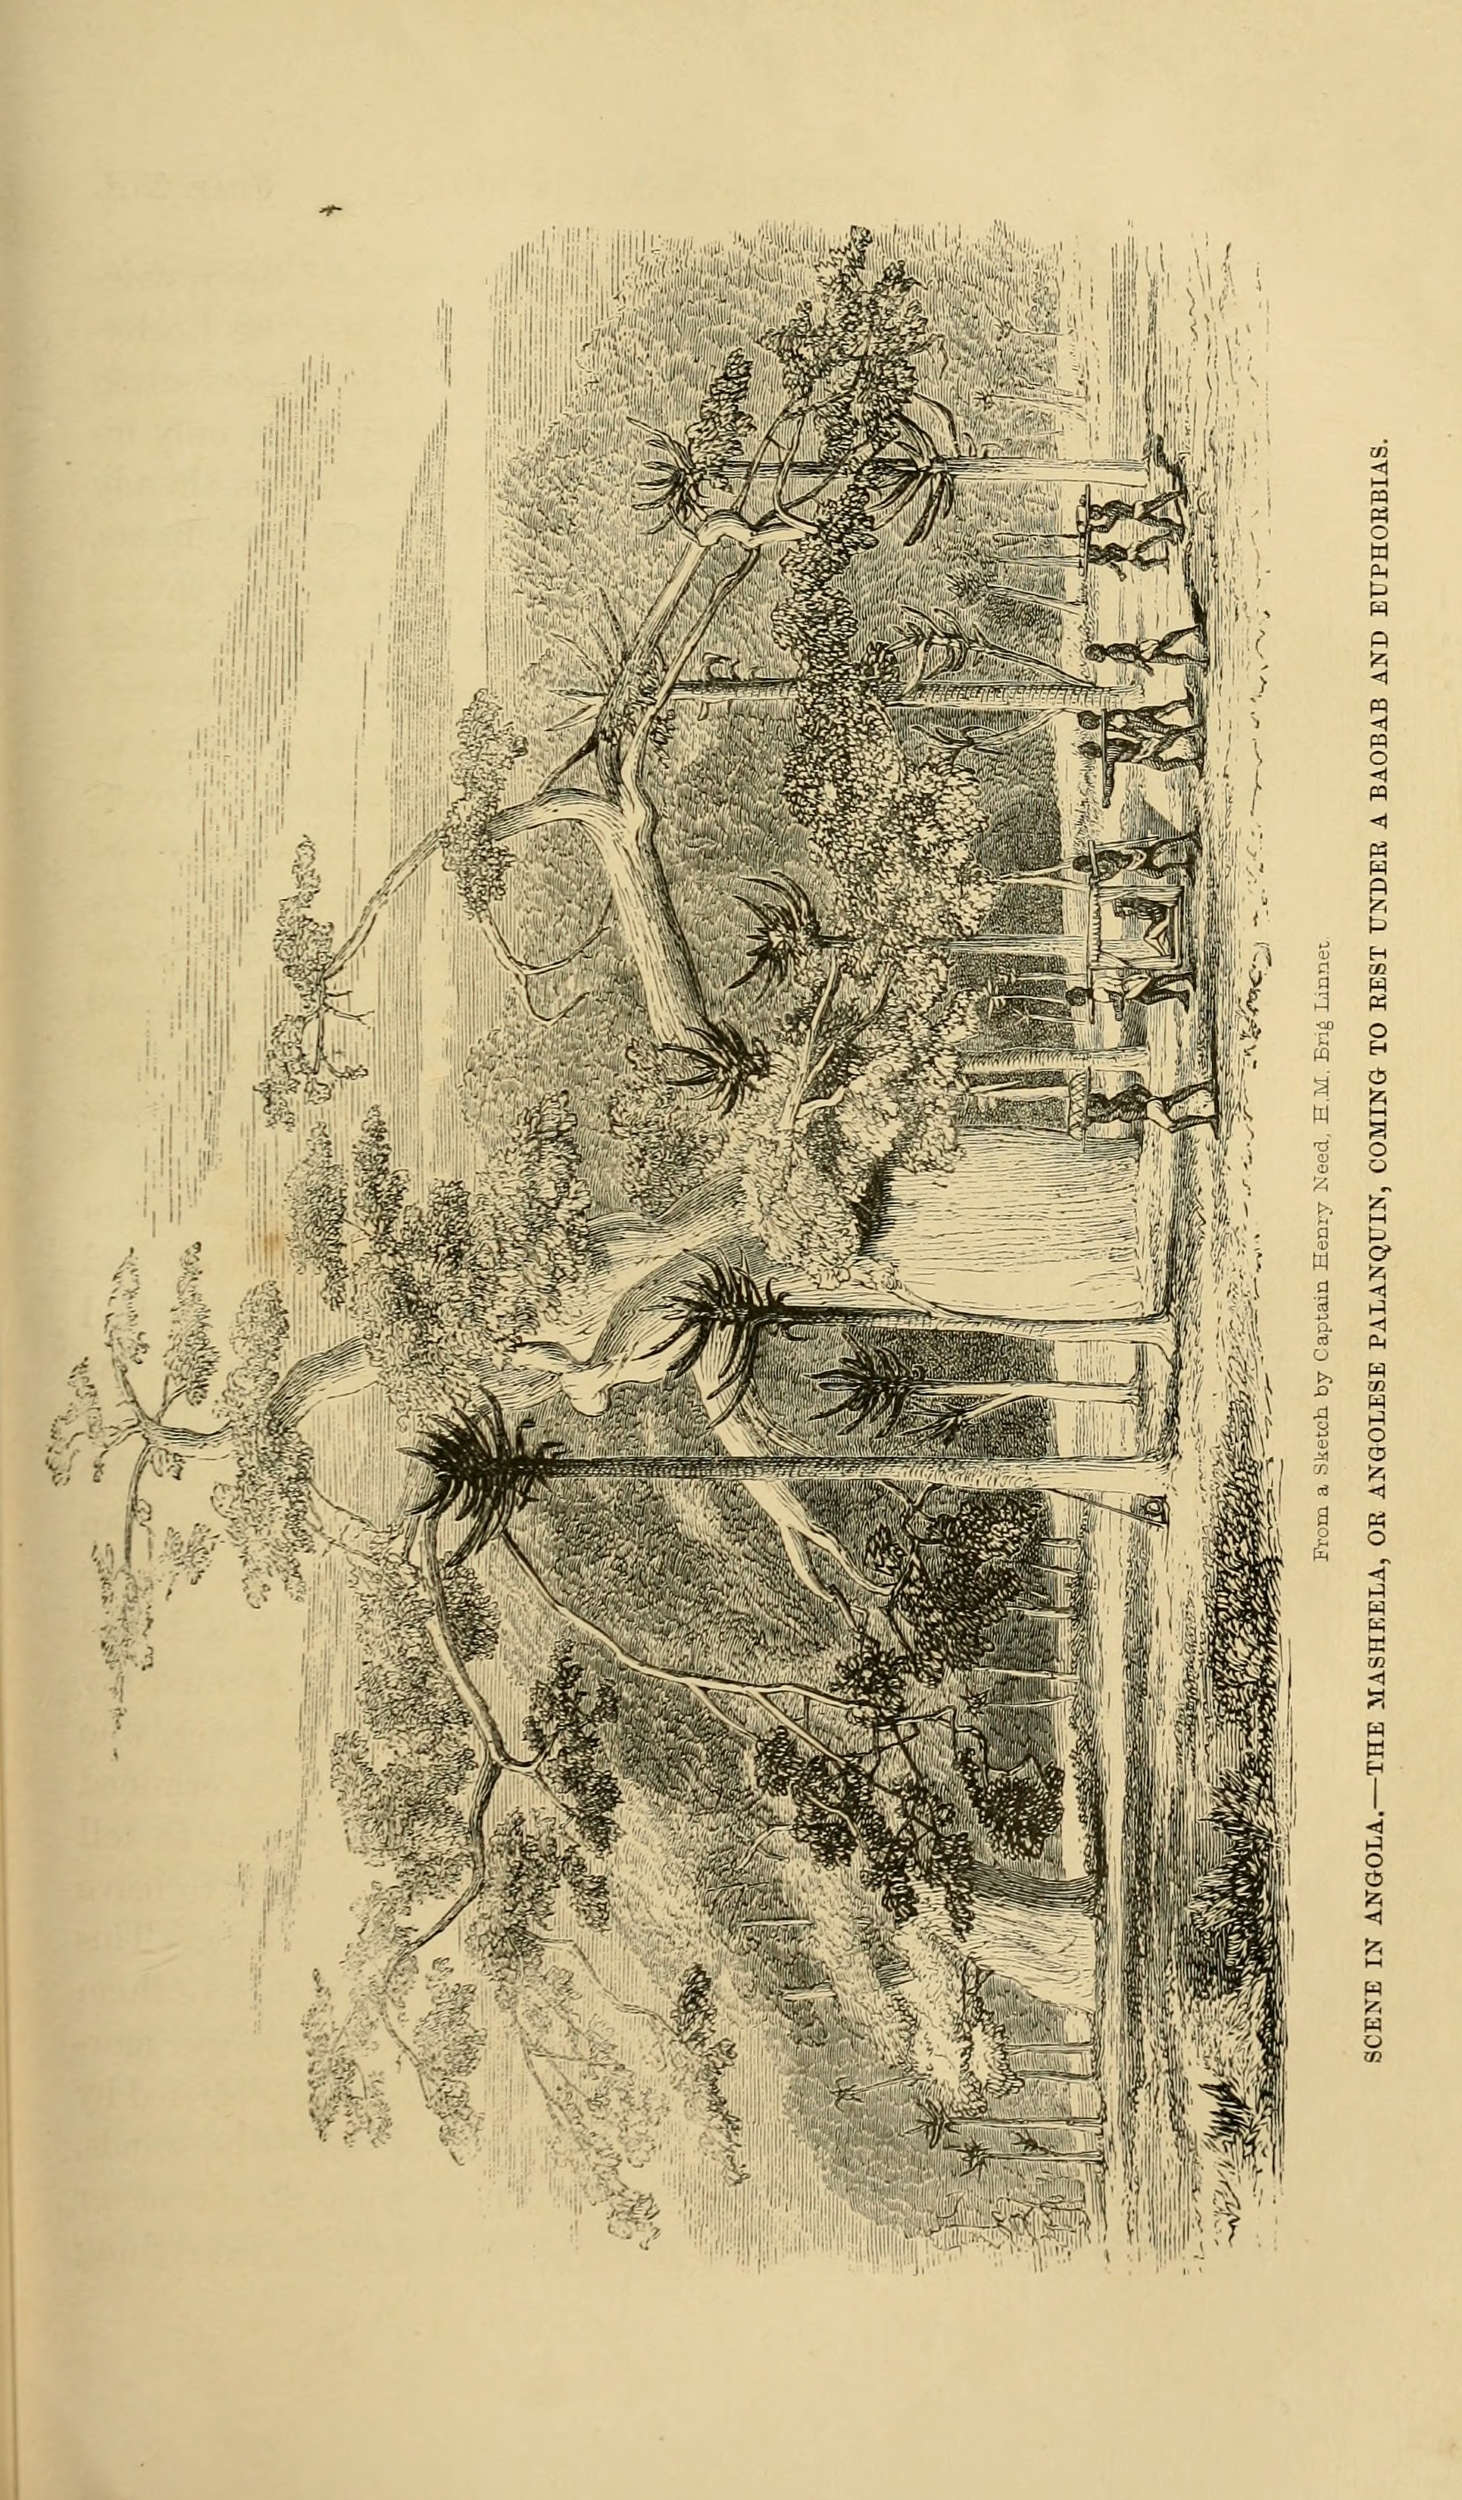 From a Sketch by Captain Henry Need, H.M. Brig Linnet.
SCENE IN ANGOLA.—THE MASHEELA, OR ANGOLESE PALANQUIN, COMING TO REST UNDER A BAOBAB AND EUPHORBIAS.